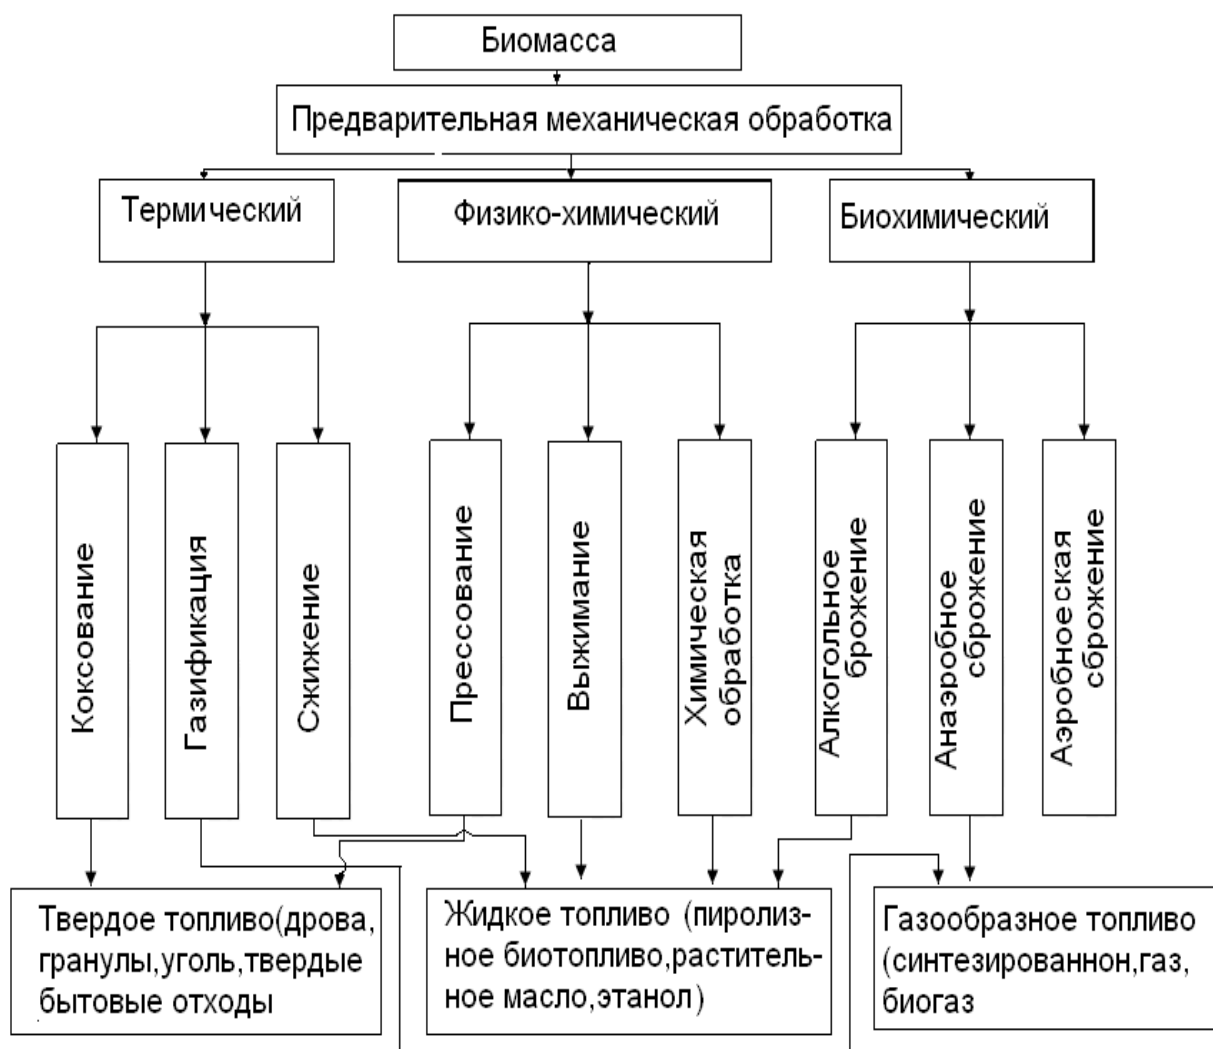 Биомасса
Предварительная механическая обработка
Термический
Физико-химический
Биохимический
Коксование
Газификация
Сжижение
Прессование
Выжимание
Химическая
обработка
Алкогольное
брожение
Анаэробное
сброжение
Аэробноеская
сброжение
Твердое топливо(дрова,
гранулы,уголь,твердые
бытовые отходы
Жидкое топливо (пиролиз-
ное биотопливо,раститель-
ное масло,этанол)
Газообразное топливо
(синтезированнон,газ,
биогаз